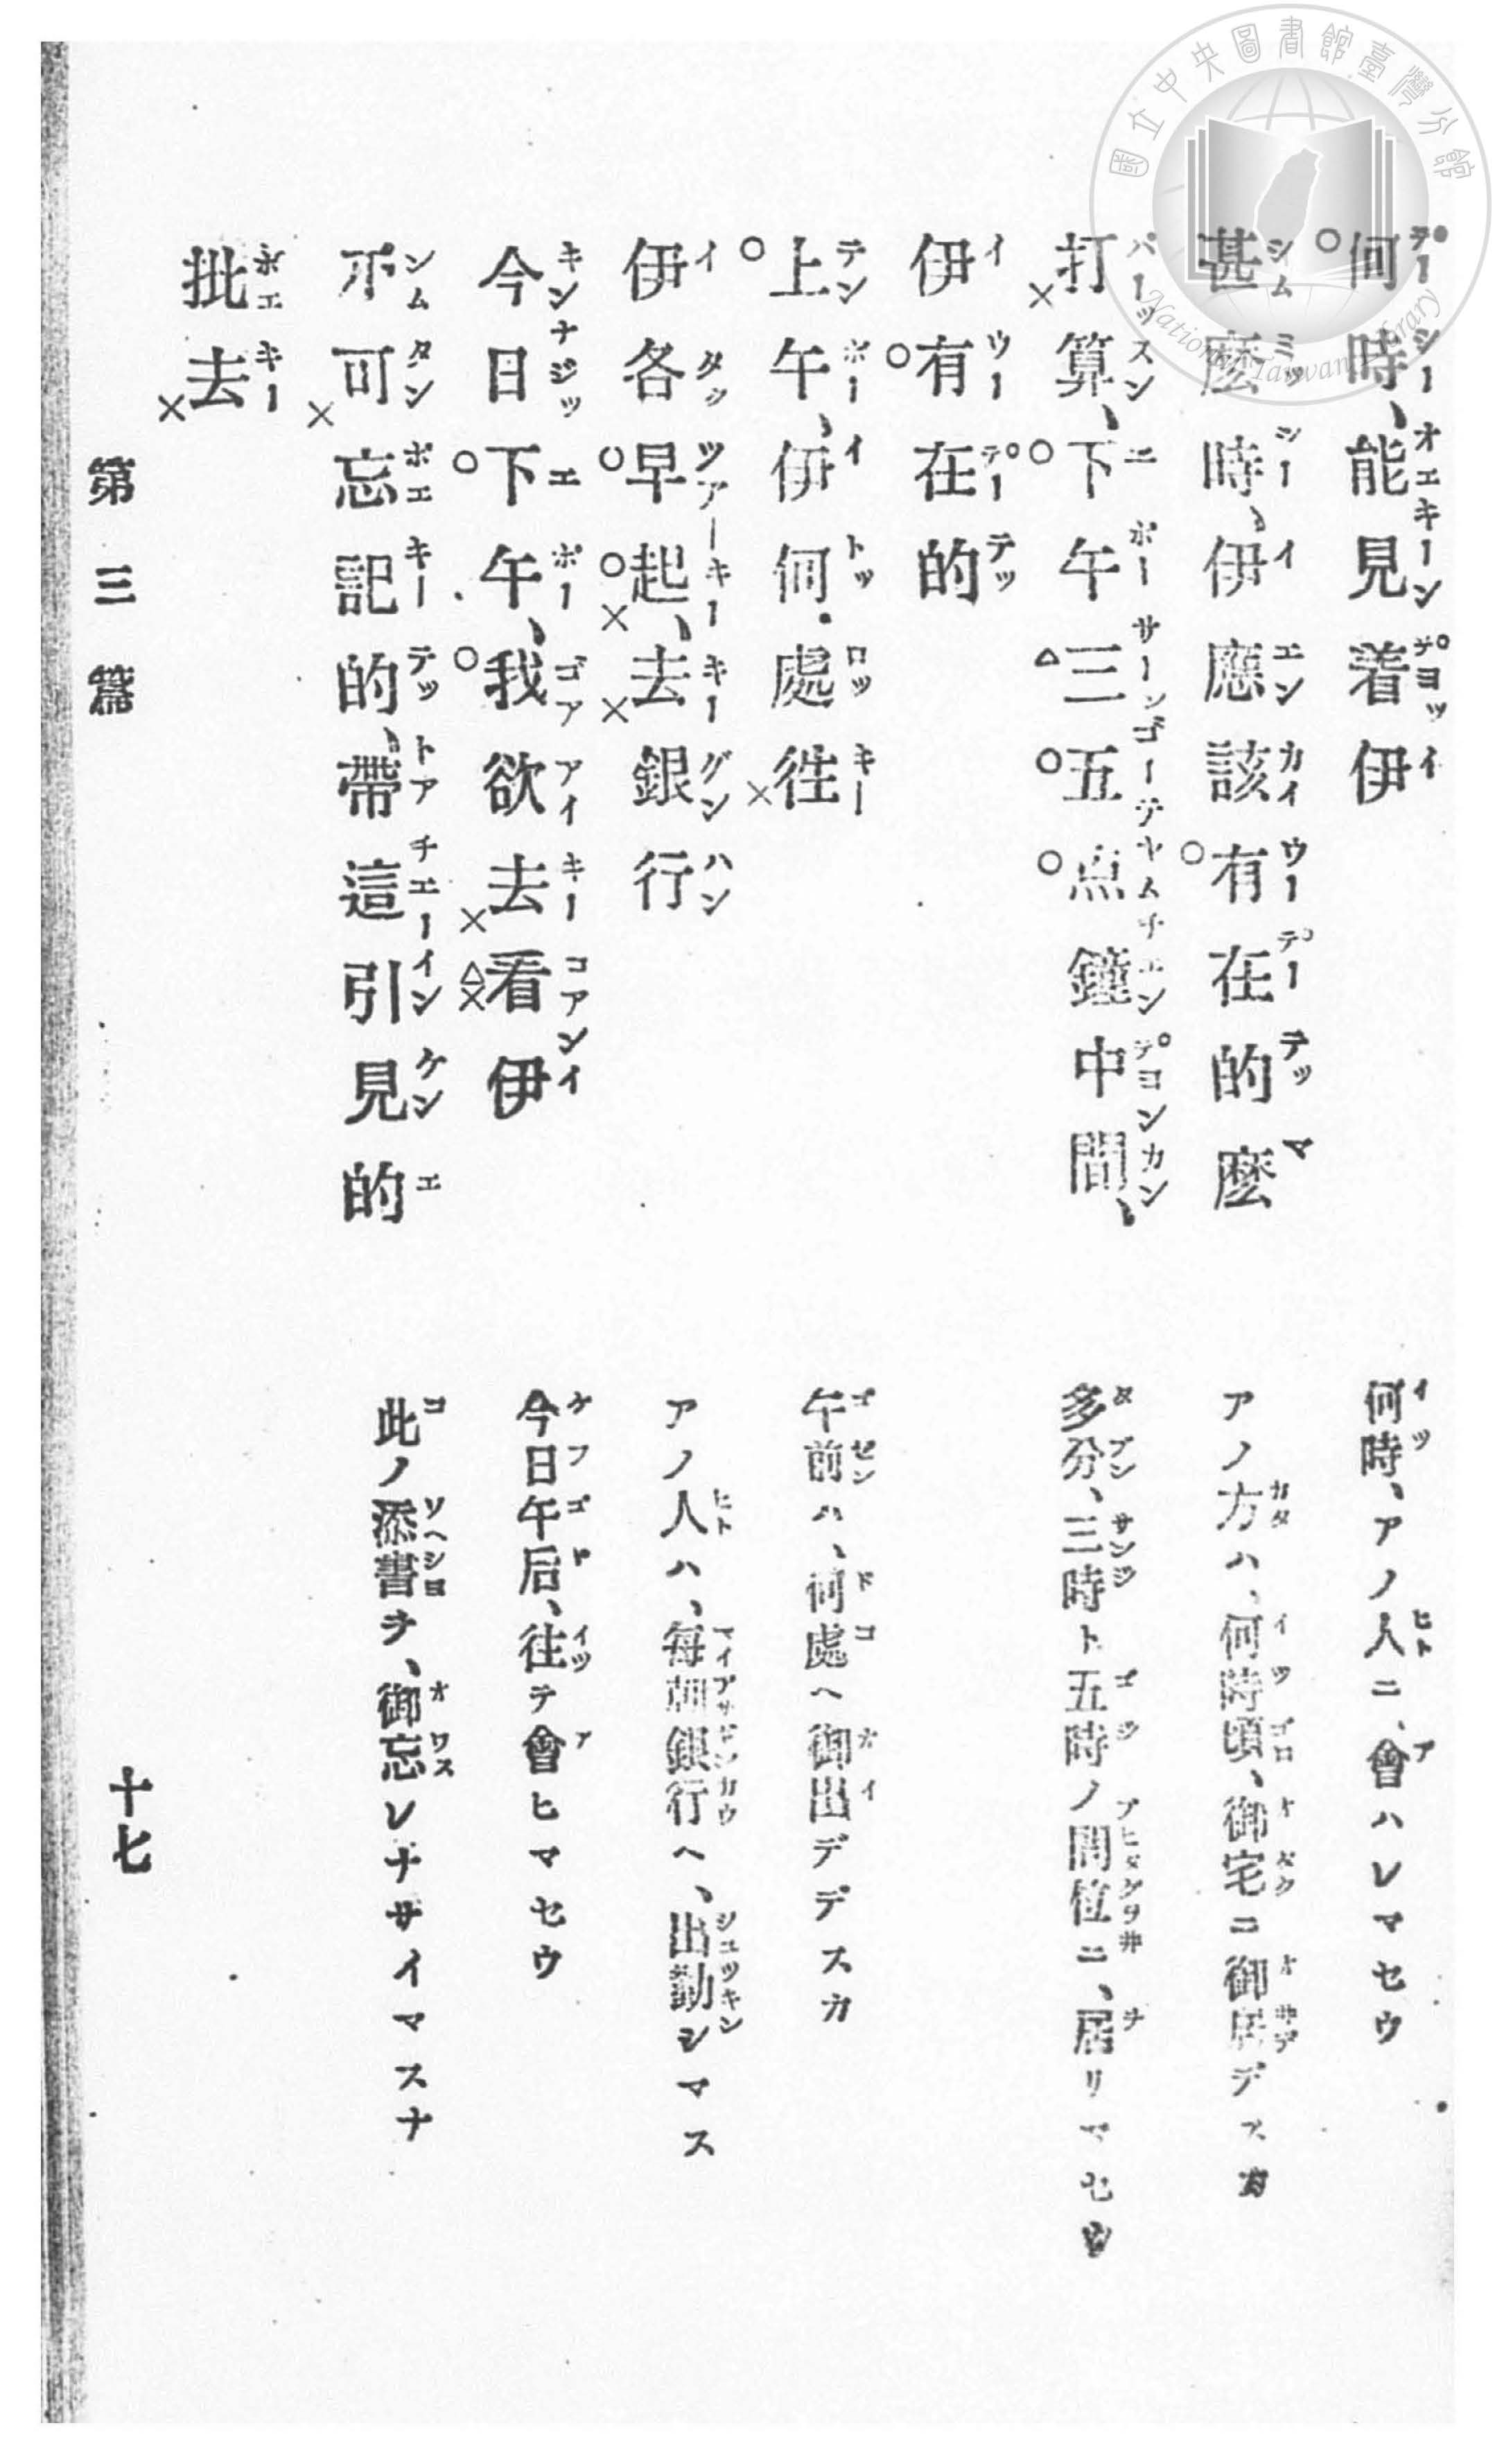 何時、能見着伊
甚麼時、伊應該有在的麼
打算、下午三五点鐘中間、
伊有在的
上午、伊何處徃
伊各早起、去銀行
今日下午、我欲去看伊
不可忘記的、帶這引見的
批去
何時、アノ人ニ、會ハレマセウ
アノ方ハ、何時頃、御宅ニ御居デスカ
多分、三時ト五時ノ間位ニ、居リマセウ
午前ハ、何處ヘ御出デデスカ
アノ人ハ、每朝銀行ヘ、出勤シマス
今日午后、往テ會ヒマセウ
此ノ添書ヲ、御忘レナサイマスナ
第三篇
十七
國立中央圖書館臺灣分館
National Taiwan Library